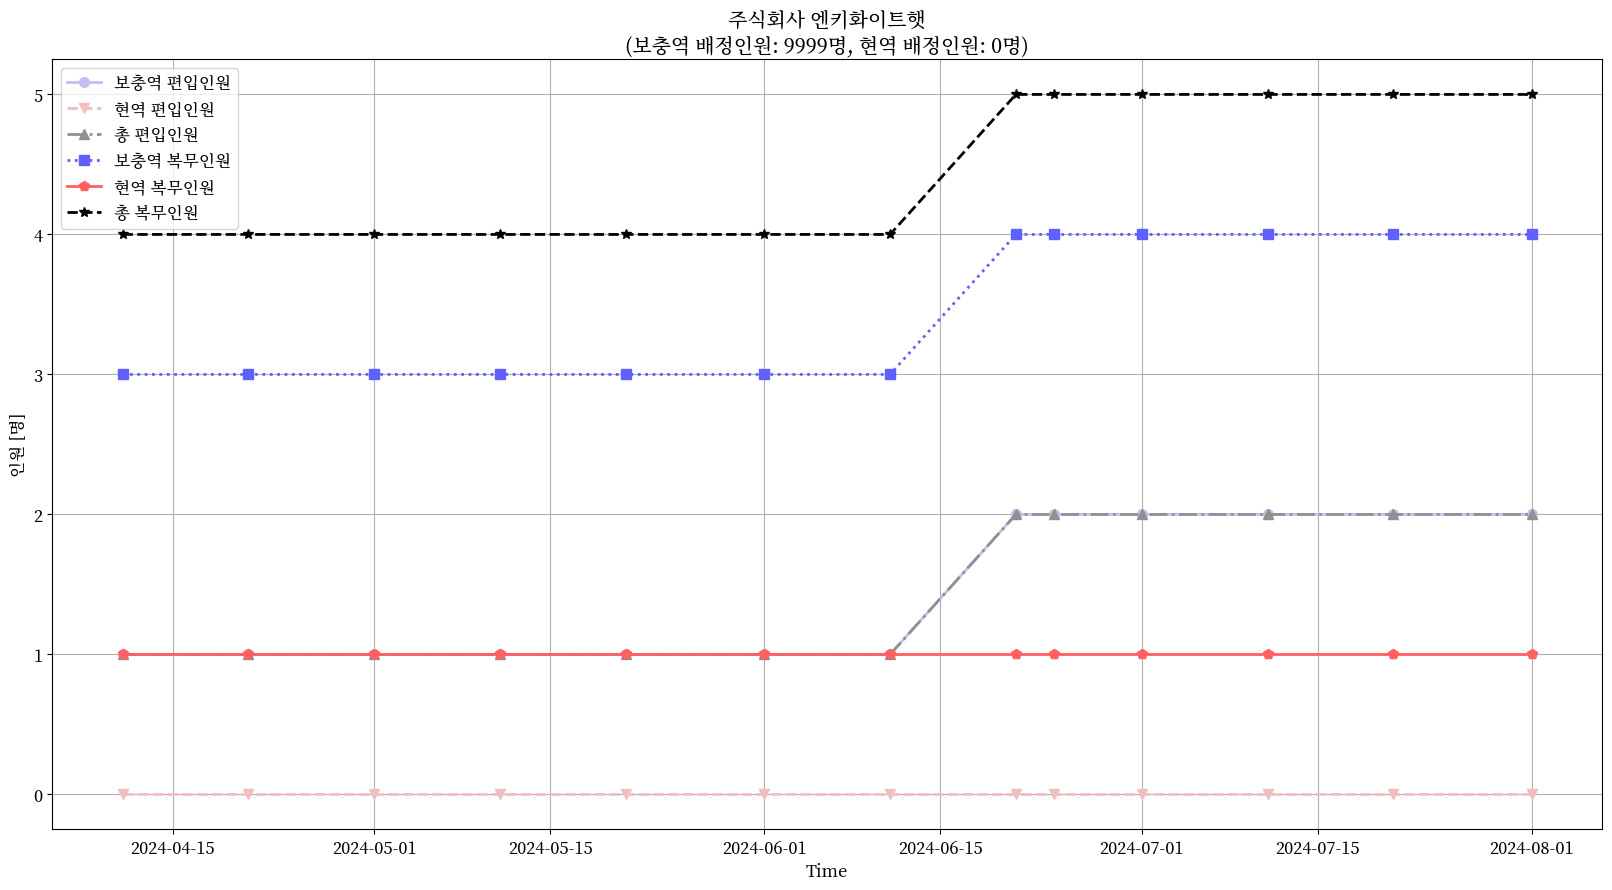 주식회사 엔키화이트햇
(보충역 배정인원: 9999명, 현역 배정인원: 0명)
보충역 편입인원
현역 편입인원
총 편입인원
보충역 복무인원
현역 복무인원
총 복무인원
인원 [명]
5
4
3
2
1
0
2024-04-15
2024-05-01
2024-05-15
2024-06-01
2024-06-15
2024-07-01
2024-07-15
2024-08-01
Time